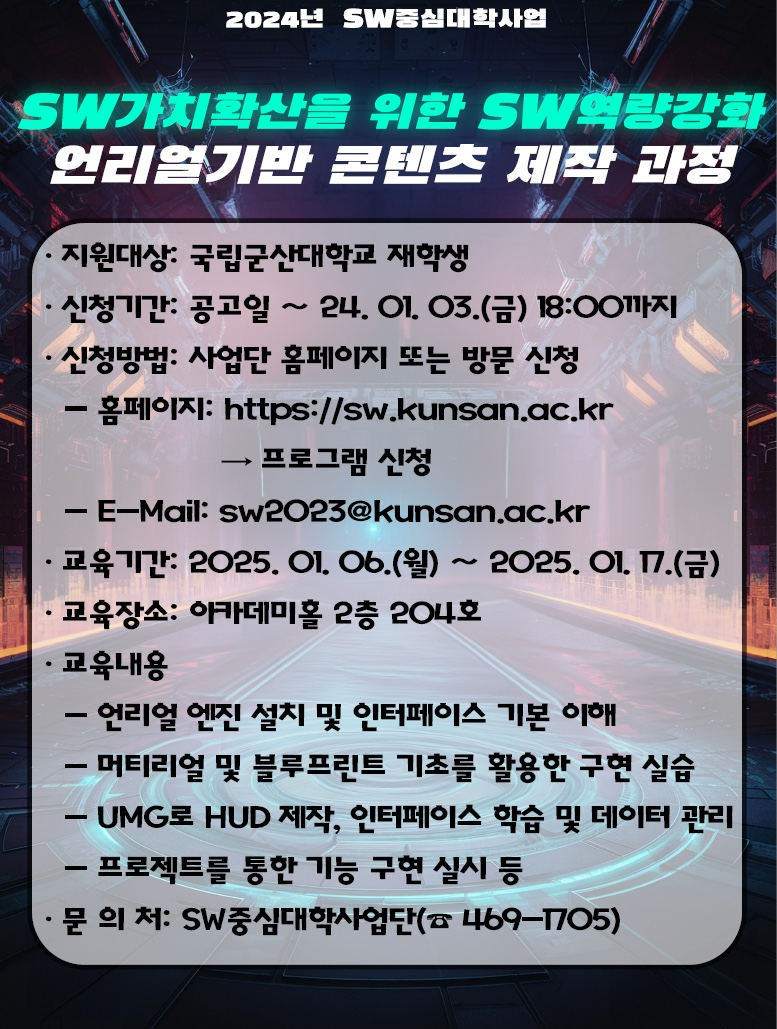 2024년 SW중심대학사업
SW가치확산을 위한 SW역량강화
언리얼기반 콘텐츠 제작 과정
· 지원대상: 국립군산대학교 재학생
· 신청기간: 공고일 ~ 24. 01. 03.(금) 18:00까지
· 신청방법: 사업단 홈페이지 또는 방문 신청
- 홈페이지: https://sw.kunsan.ac.kr
→ 프로그램 신청
- E-Mail: sw2023@kunsan.ac.kr
· 교육기간: 2025. 01. 06.(월) ~ 2025. 01. 17.(금)
· 교육장소: 아카데미홀 2층 204호
· 교육내용
- 언리얼 엔진 설치 및 인터페이스 기본 이해
- 머티리얼 및 블루프린트 기초를 활용한 구현 실습
- UMG로 HUD 제작, 인터페이스 학습 및 데이터 관리
- 프로젝트를 통한 기능 구현 실시 등
· 문 의 처: SW중심대학사업단(☎ 469-1705)